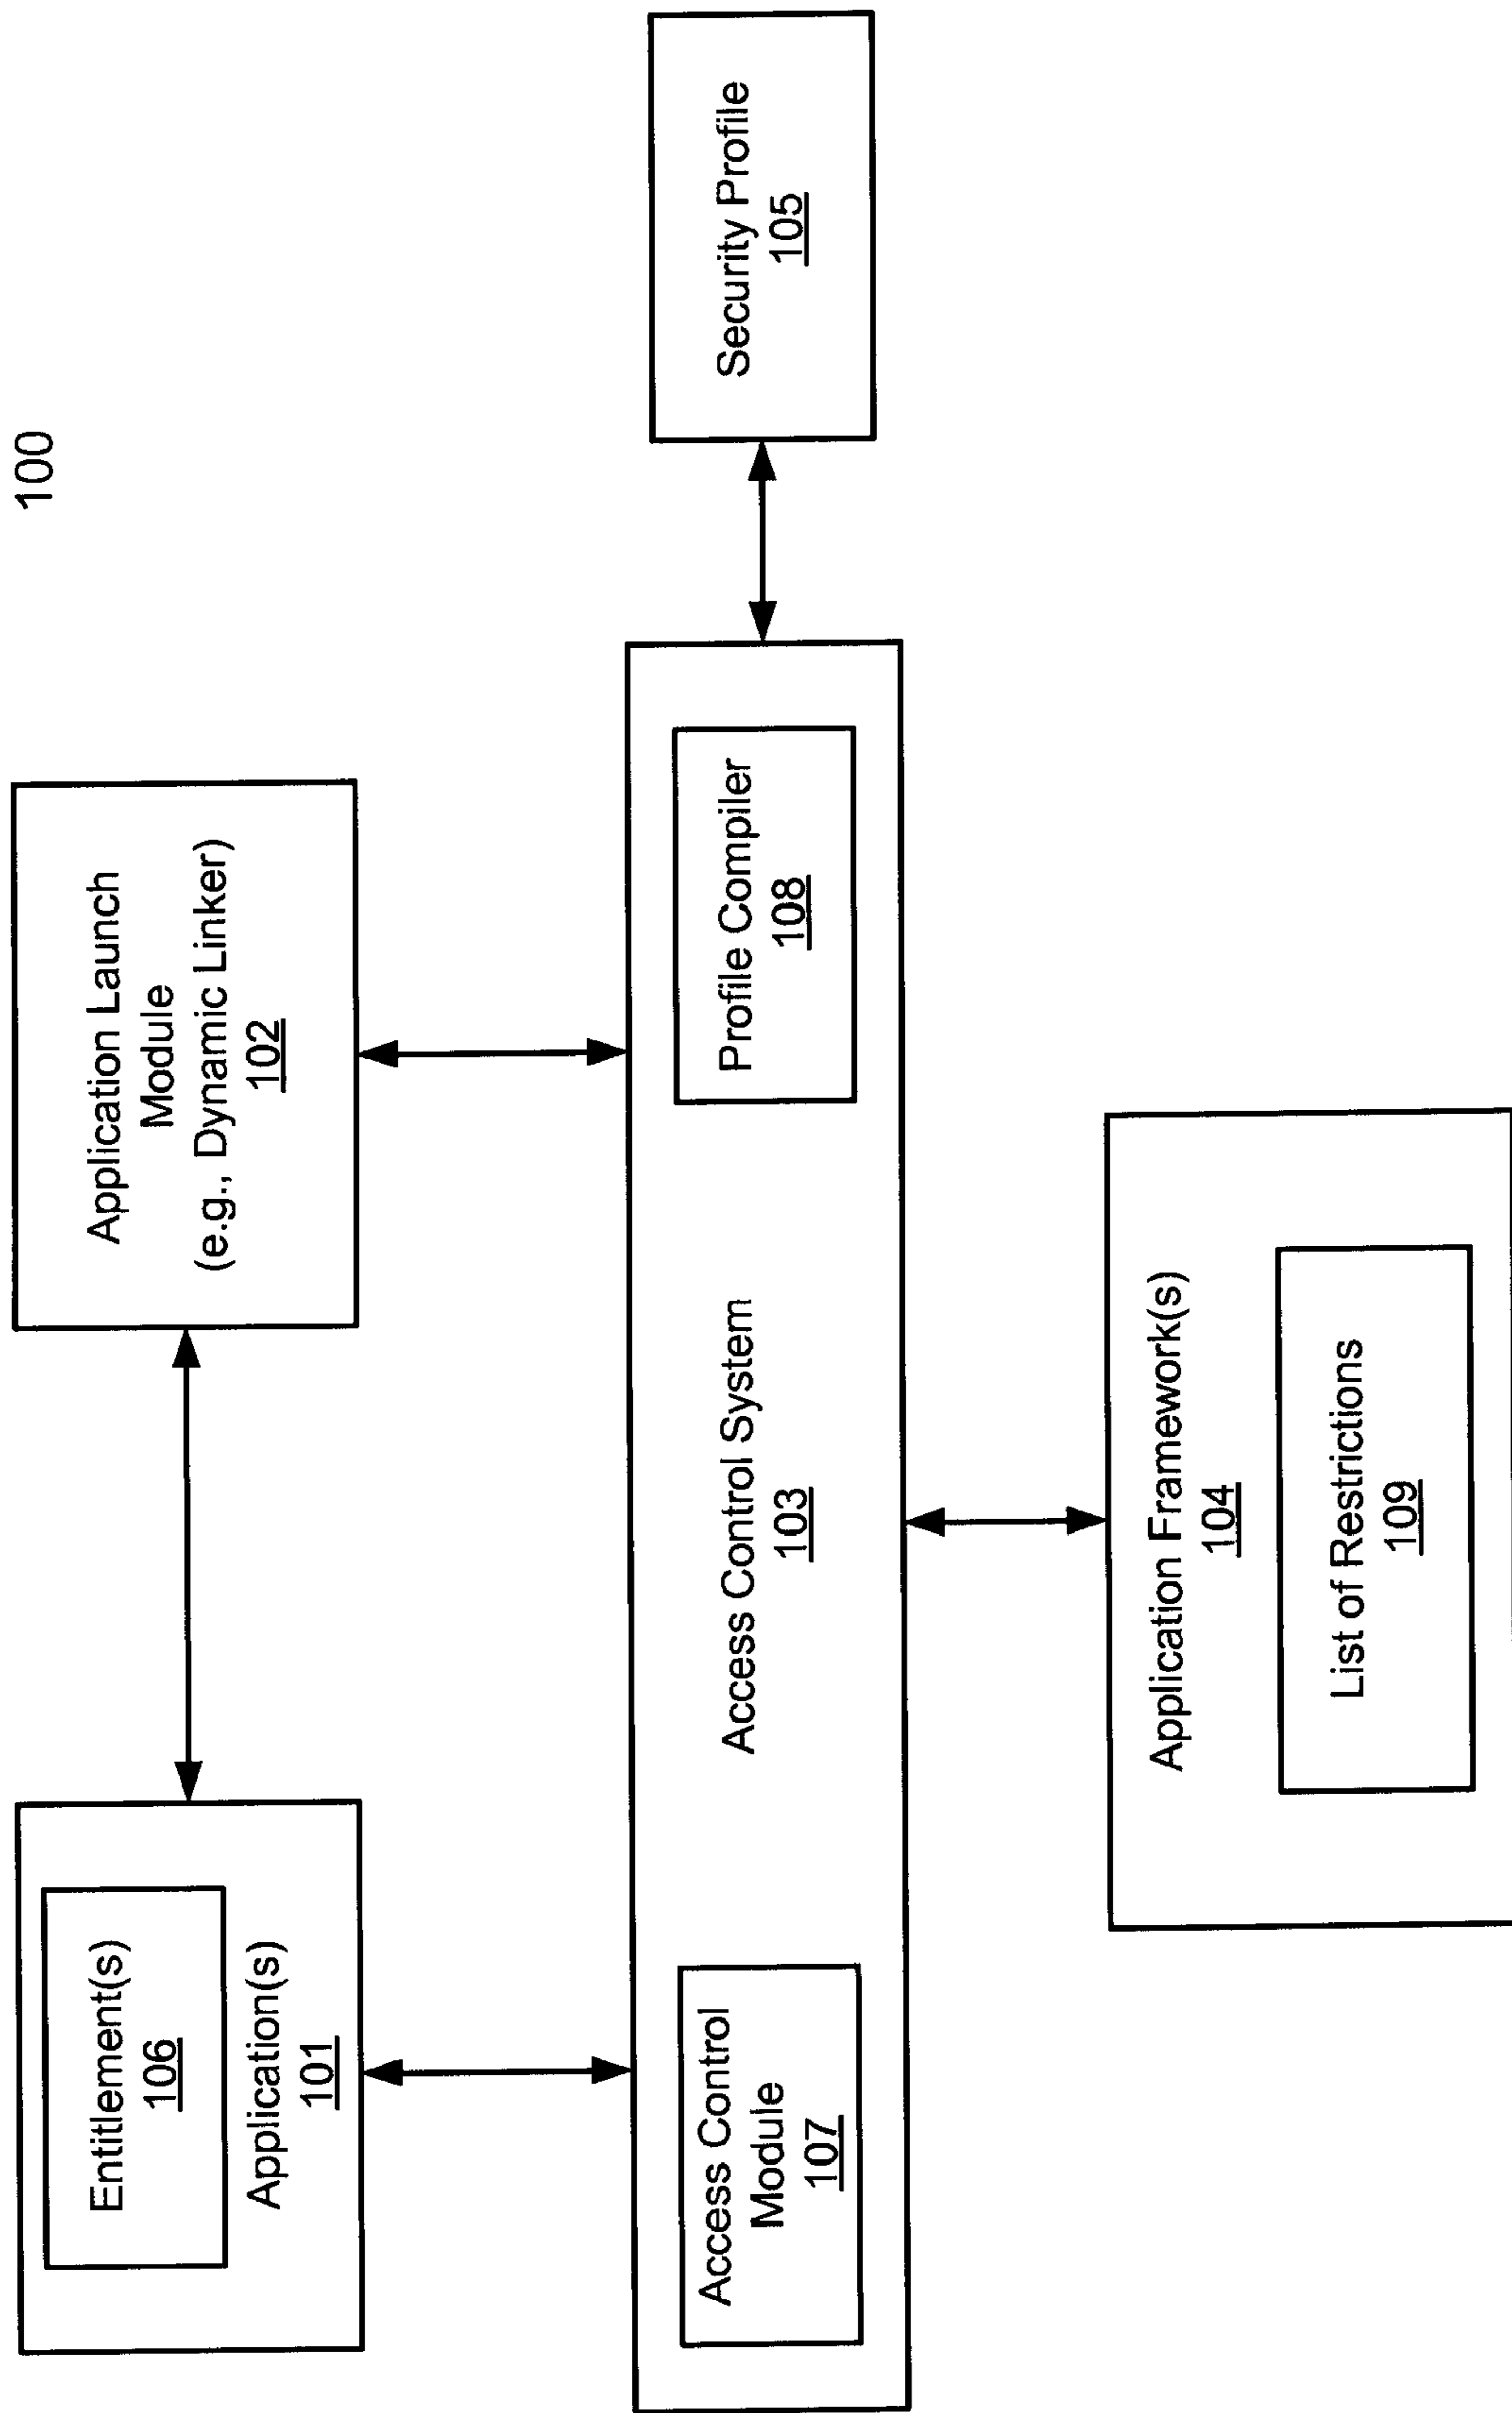 100
Entitlement(s)
106
Application(s)
101
Application Launch
Module
(e.g., Dynamic Linker)
102
Access Control
Module
107
Access Control System
103
Profile Compiler
108
Security Profile
105
Application Framework(s)
104
List of Restrictions
109